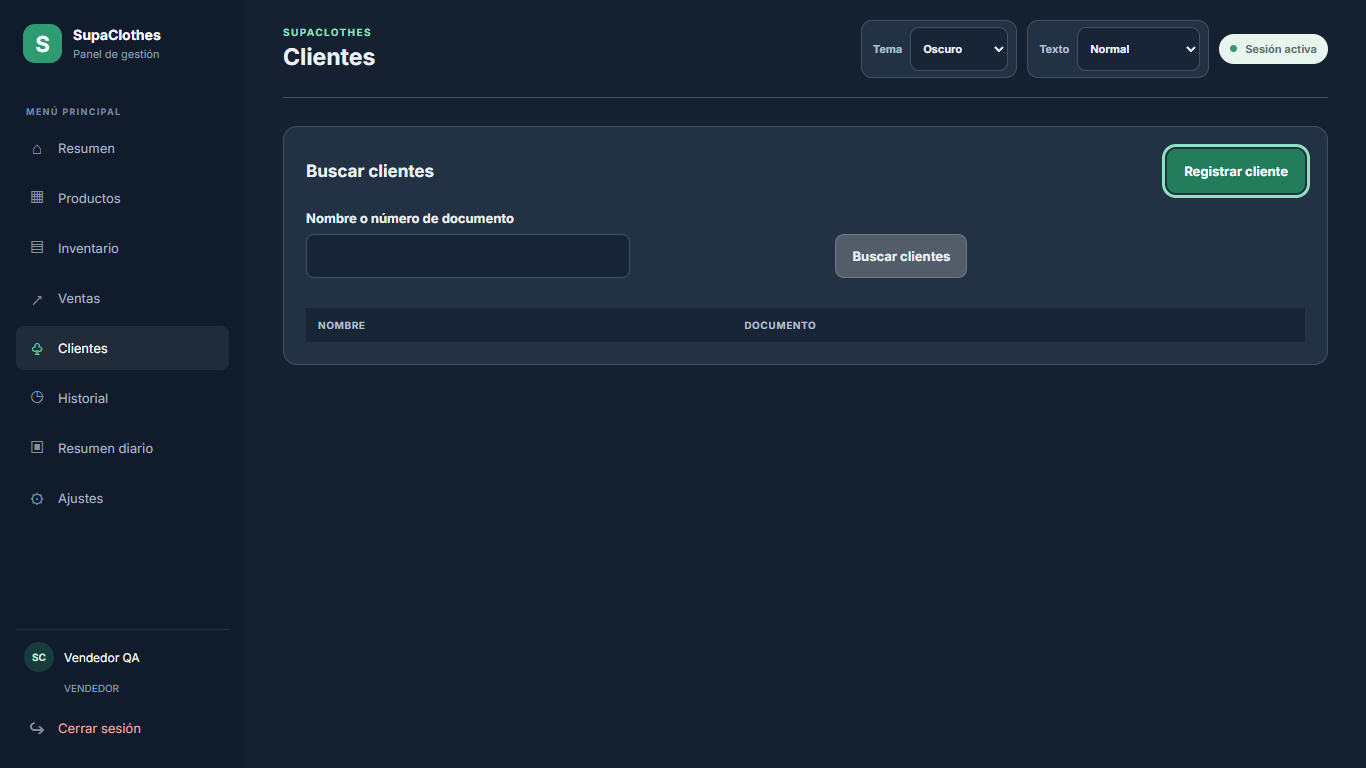 S
SupaClothes
Panel de gestión
MENÚ PRINCIPAL
Resumen
Productos
Inventario
Ventas
Clientes
Historial
Resumen diario
Ajustes
SC
Vendedor QA
VENDEDOR
Cerrar sesión
SUPACLOTHES
Clientes
Tema Oscuro
Texto Normal
Sesión activa
Buscar clientes
Registrar cliente
Nombre o número de documento
Buscar clientes
NOMBRE DOCUMENTO